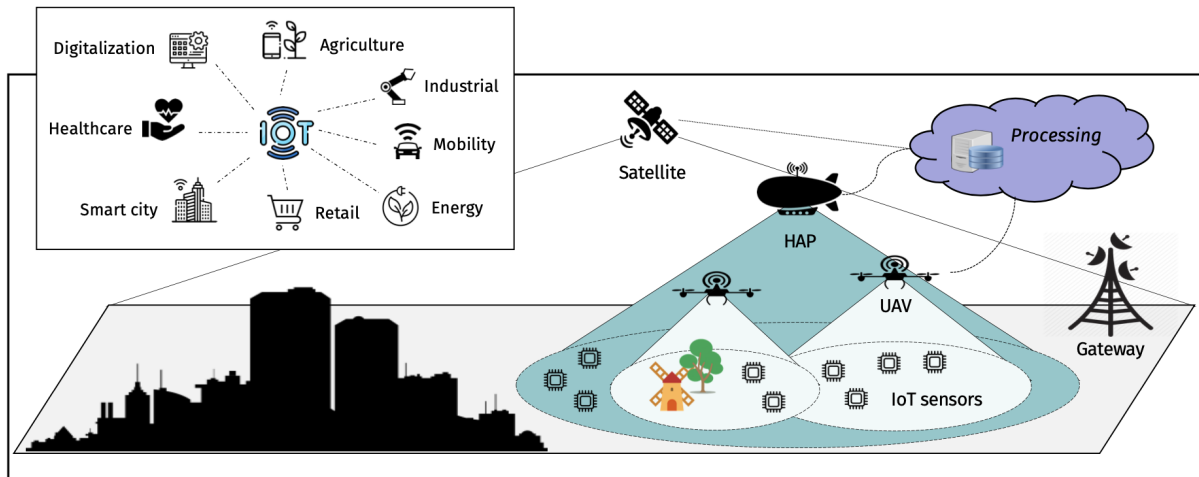 Digitalization
Agriculture
Industrial
Healthcare
IOT
Mobility
Smart city
Retail
Energy
Satellite
Processing
HAP
UAV
Gateway
IoT sensors